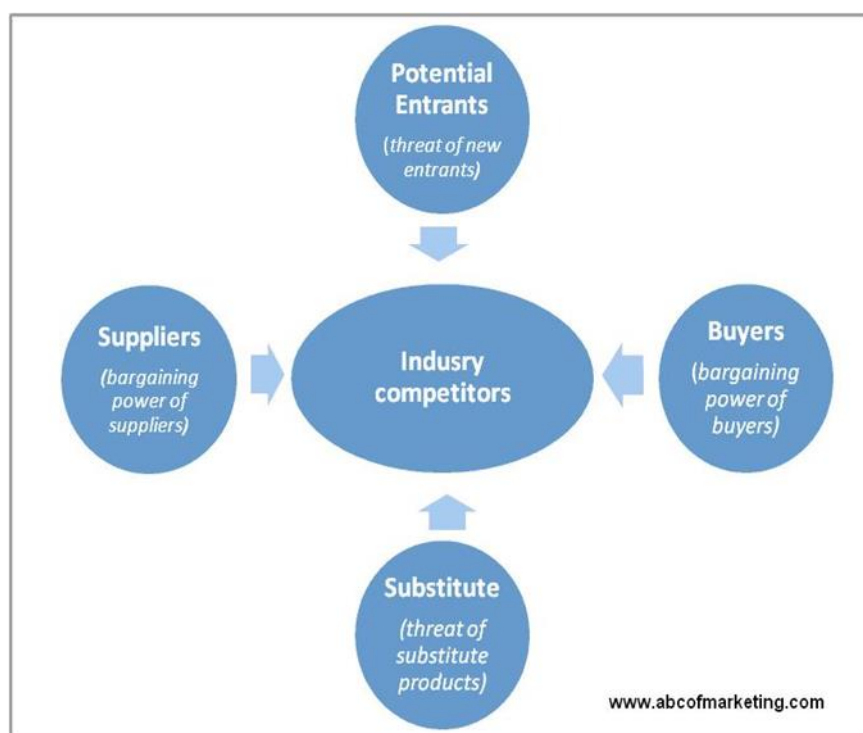 Potential
Entrants
(threat of new
entrants)
Suppliers
(bargaining
power of
suppliers)
Indusry
competitors
Buyers
(bargaining
power of
buyers)
Substitute
(threat of
substitute
products)
www.abcofmarketing.com